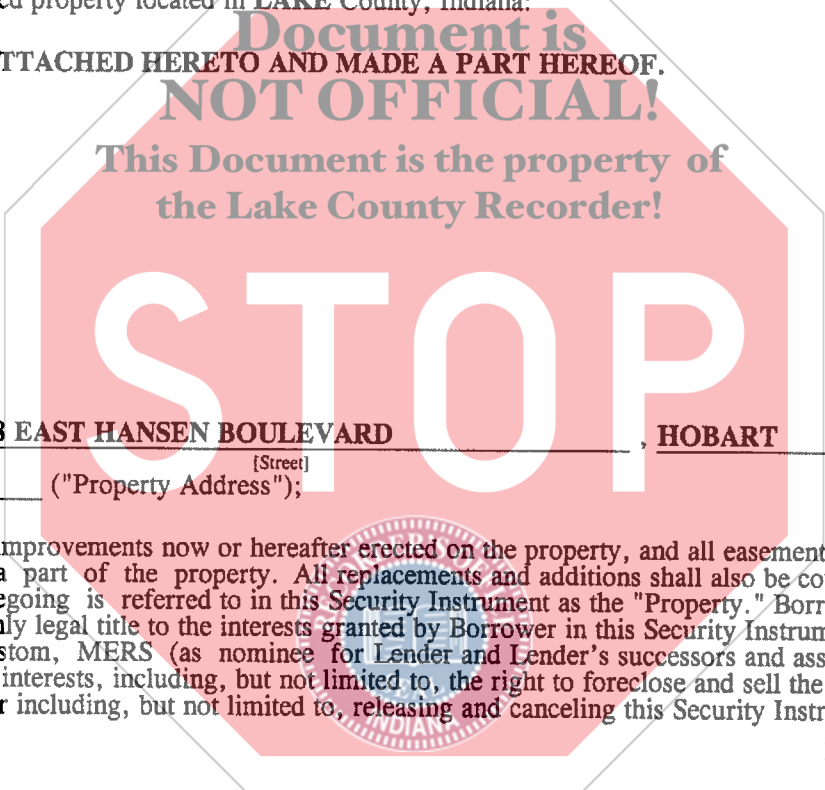 ed property located in LAKE County, Indiana:
Document is
TTACHED HERETO AND MADE A PART HEREOF.
NOT OFFICIAL!
This Document is the property of
the Lake County Recorder!
STOP
EAST HANSEN BOULEVARD , HOBART
[Street]
("Property Address");
mprovements now or hereafter erected on the property, and all easement
a part of the property. All replacements and additions shall also be co
egoing is referred to in this Security Instrument as the "Property." Borr
nly legal title to the interests granted by Borrower in this Security Instrum
stom, MERS (as nominee for Lender and Lender's successors and ass
interests, including, but not limited to, the right to foreclose and sell the
r including, but not limited to, releasing and canceling this Security Instr
INDIANA